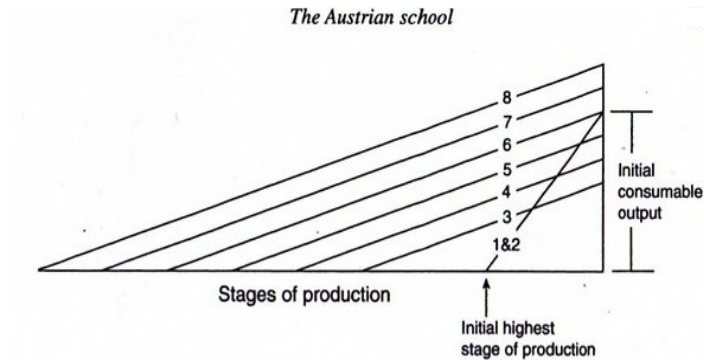 The Austrian school
8
7
6
5
4
3
1&2
Initial
consumable
output
Stages of production
Initial highest
stage of production